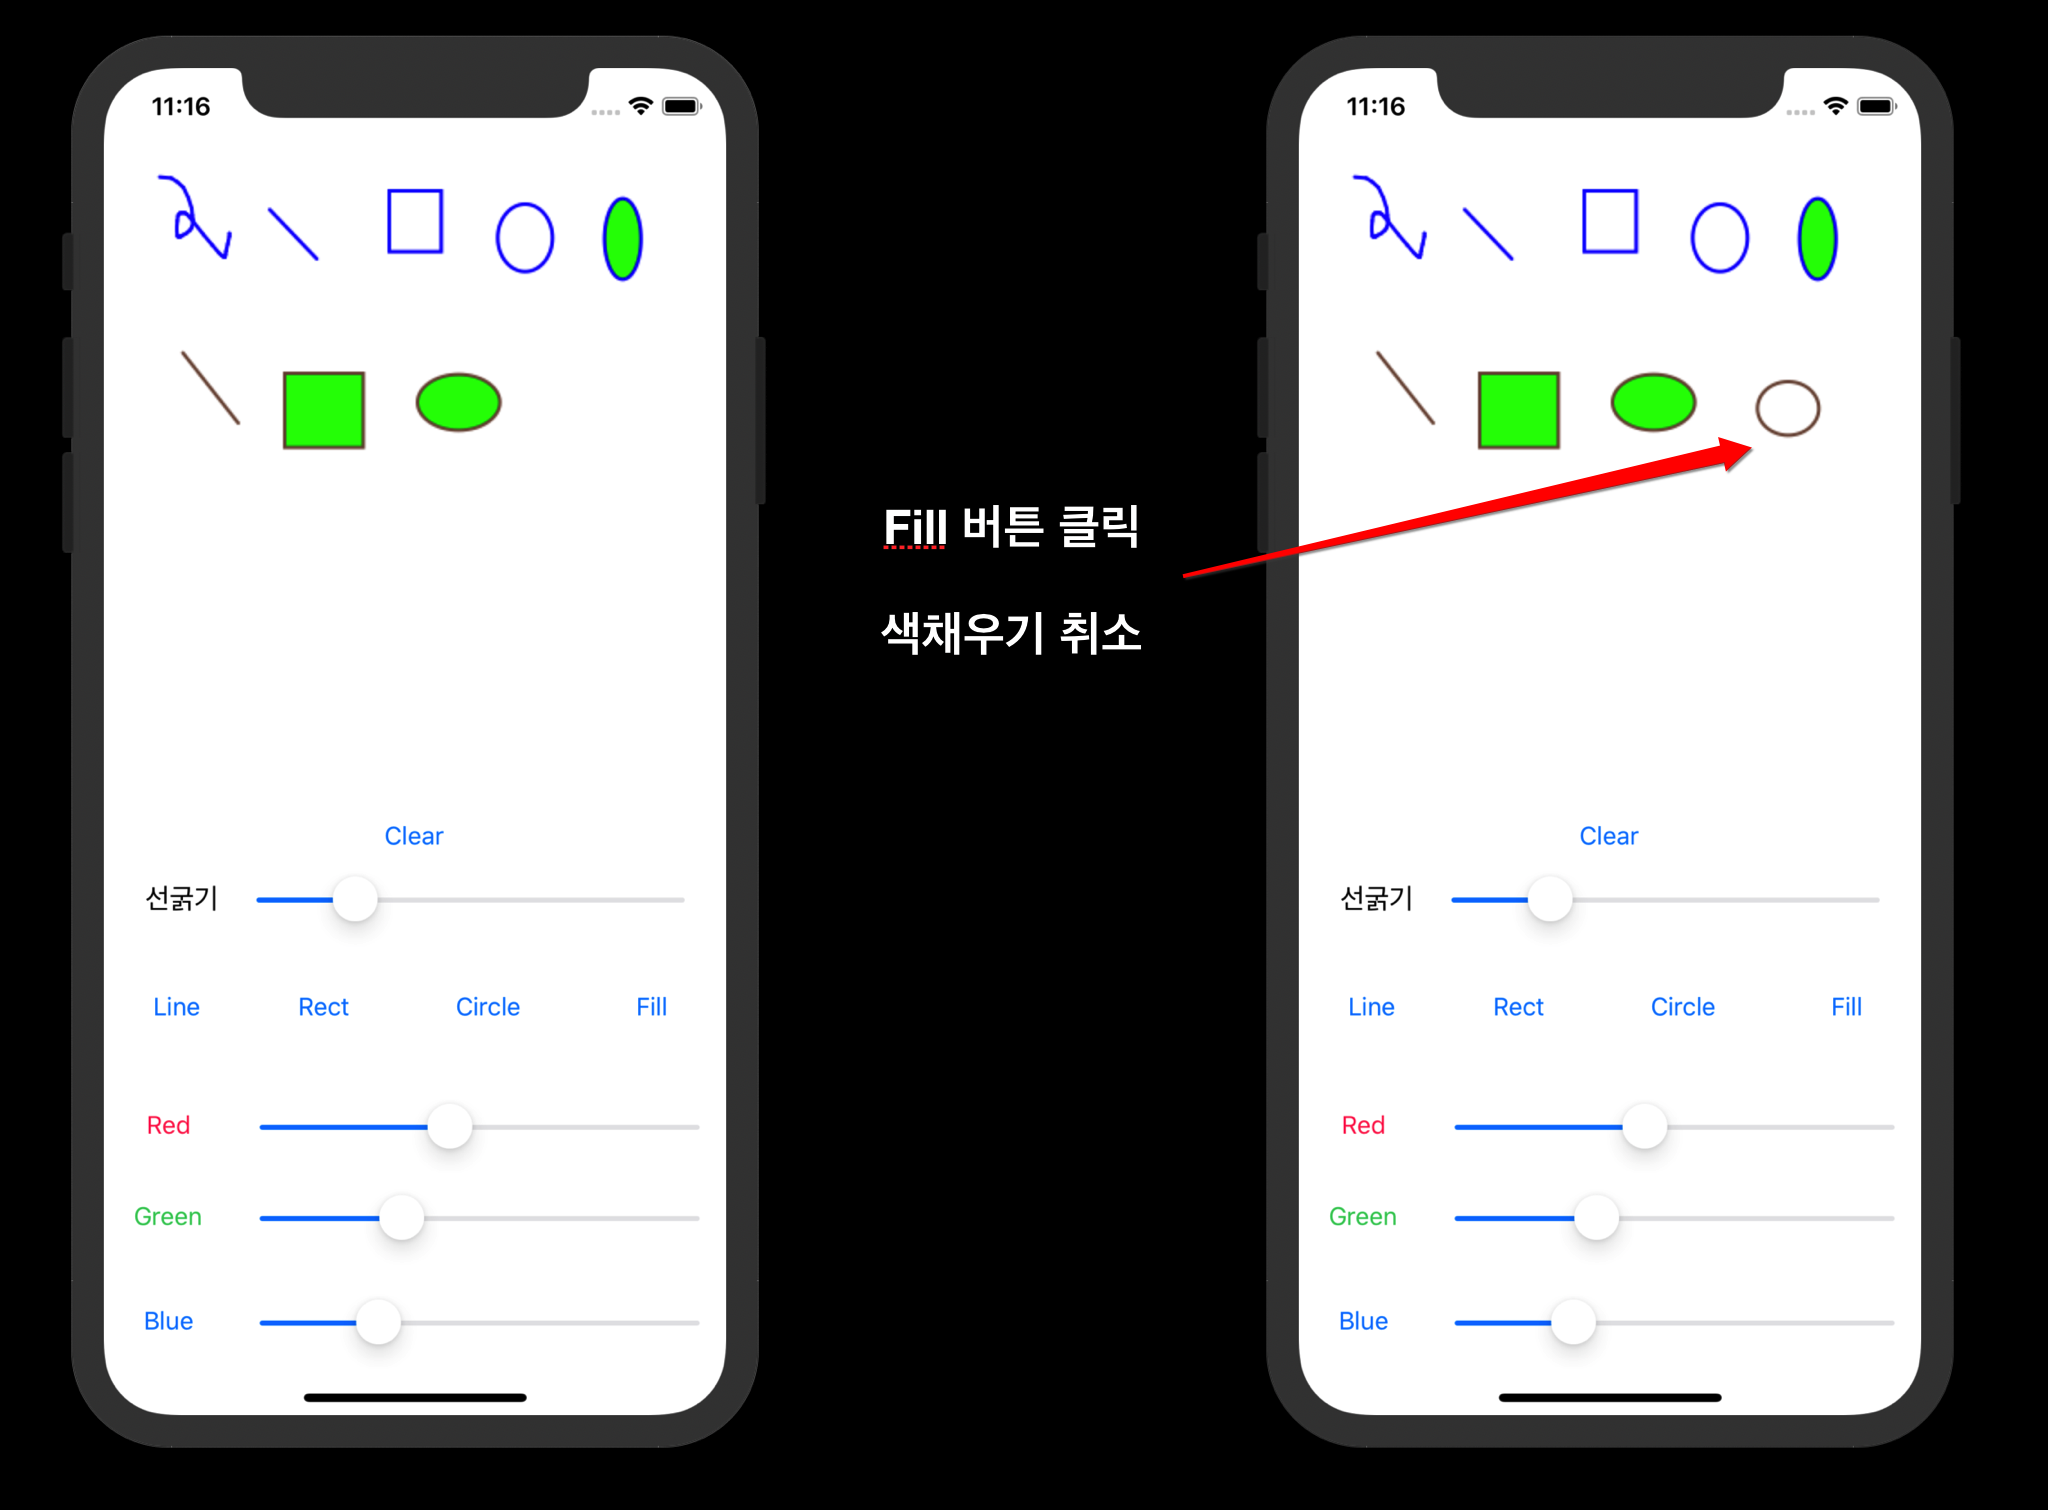 11:16
Clear
선굵기
Line Rect Circle Fill
Red
Green
Blue
Fill 버튼 클릭
색채우기 취소
11:16
Clear
선굵기
Line Rect Circle Fill
Red
Green
Blue